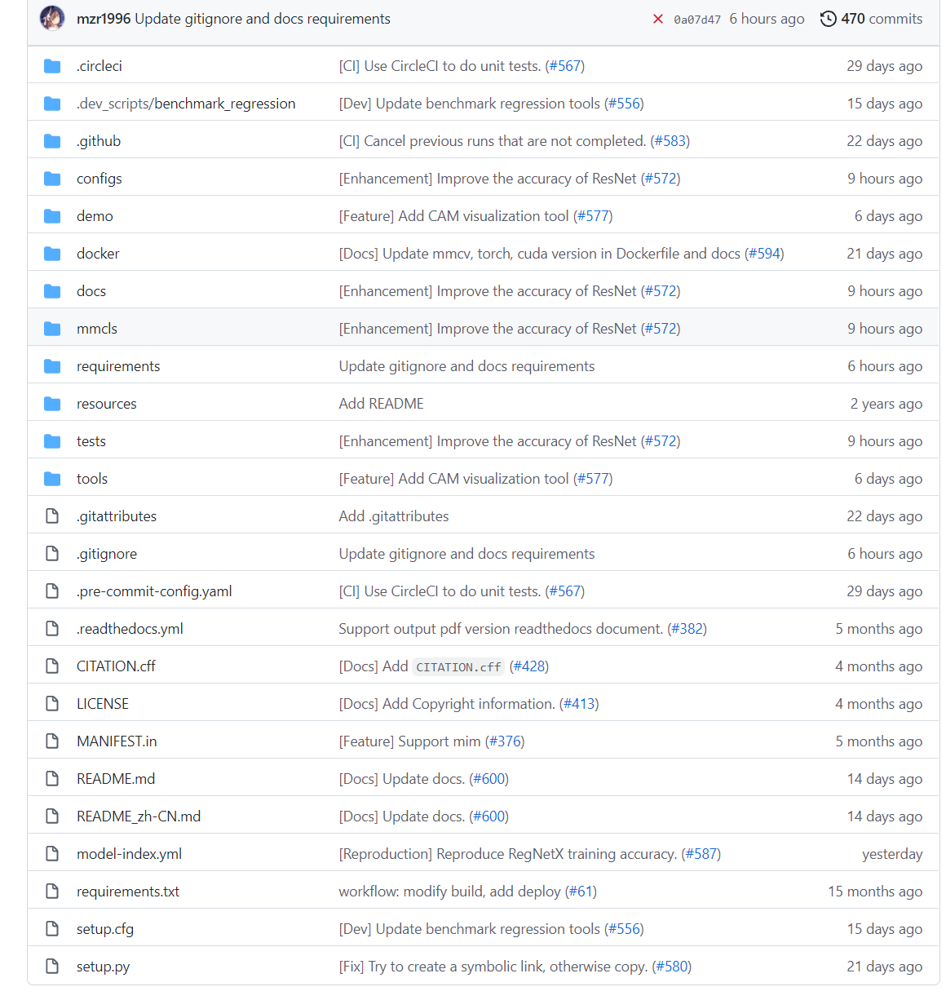 mzr1996 Update gitignore and docs requirements 0a07d47 6 hours ago 470 commits
.circleci [CI] Use CircleCI to do unit tests. (#567) 29 days ago
.dev_scripts/benchmark_regression [Dev] Update benchmark regression tools (#556) 15 days ago
.github [CI] Cancel previous runs that are not completed. (#583) 22 days ago
configs [Enhancement] Improve the accuracy of ResNet (#572) 9 hours ago
demo [Feature] Add CAM visualization tool (#577) 6 days ago
docker [Docs] Update mmcv, torch, cuda version in Dockerfile and docs (#594) 21 days ago
docs [Enhancement] Improve the accuracy of ResNet (#572) 9 hours ago
mmcls [Enhancement] Improve the accuracy of ResNet (#572) 9 hours ago
requirements Update gitignore and docs requirements 6 hours ago
resources Add README 2 years ago
tests [Enhancement] Improve the accuracy of ResNet (#572) 9 hours ago
tools [Feature] Add CAM visualization tool (#577) 6 days ago
.gitattributes Add .gitattributes 22 days ago
.gitignore Update gitignore and docs requirements 6 hours ago
.pre-commit-config.yaml [CI] Use CircleCI to do unit tests. (#567) 29 days ago
.readthedocs.yml Support output pdf version readthedocs document. (#382) 5 months ago
CITATION.cff [Docs] Add CITATION.cff (#428) 4 months ago
LICENSE [Docs] Add Copyright information. (#413) 4 months ago
MANIFEST.in [Feature] Support mim (#376) 5 months ago
README.md [Docs] Update docs. (#600) 14 days ago
README_zh-CN.md [Docs] Update docs. (#600) 14 days ago
model-index.yml [Reproduction] Reproduce RegNetX training accuracy. (#587) yesterday
requirements.txt workflow: modify build, add deploy (#61) 15 months ago
setup.cfg [Dev] Update benchmark regression tools (#556) 15 days ago
setup.py [Fix] Try to create a symbolic link, otherwise copy. (#580) 21 days ago